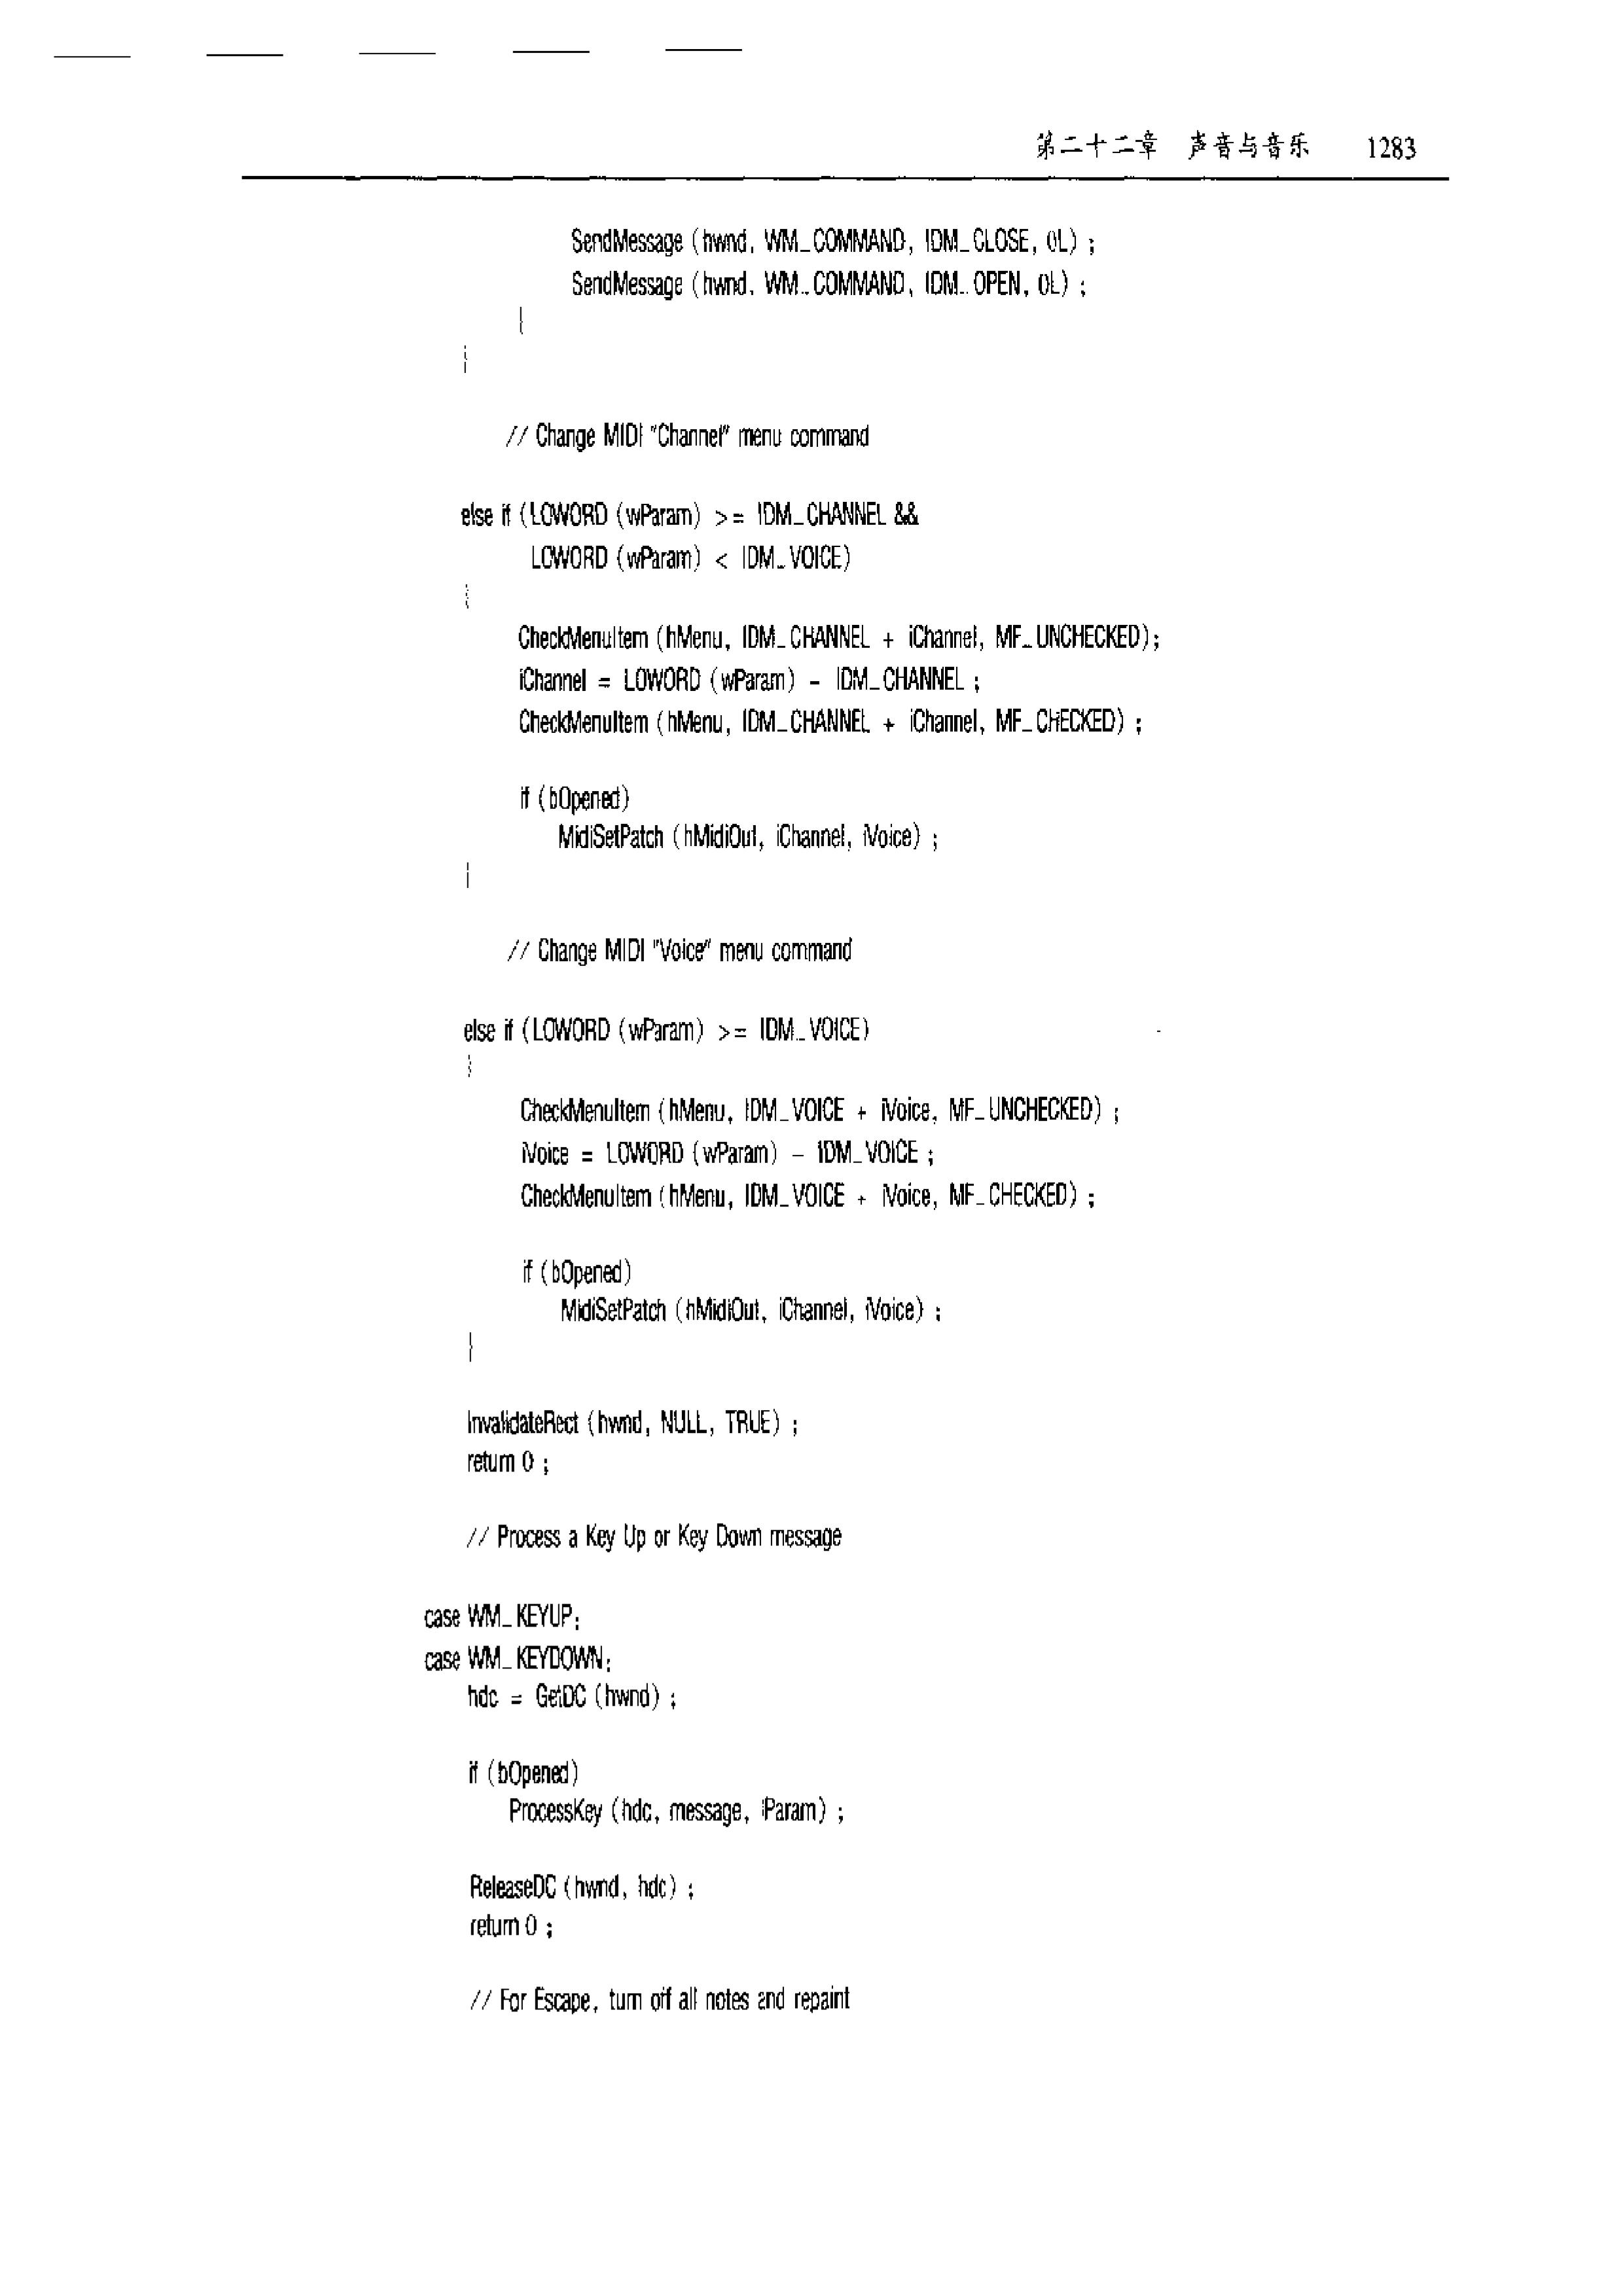 第二十二章 声音与音乐 1283
SendMessage (hwnd, WM_COMMAND, IDM_CLOSE, 0L) ;
SendMessage (hwnd, WM_COMMAND, IDM_OPEN, 0L) ;
}
}
// Change MIDI "Channel" menu command
else if (LOWORD (wParam) >= IDM_CHANNEL &&
LOWORD (wParam) < IDM_VOICE)
{
CheckMenuItem (hMenu, IDM_CHANNEL + iChannel, MF_UNCHECKED);
iChannel = LOWORD (wParam) - IDM_CHANNEL ;
CheckMenuItem (hMenu, IDM_CHANNEL + iChannel, MF_CHECKED) ;
if (bOpened)
MidiSetPatch (hMidiOut, iChannel, iVoice) ;
}
// Change MIDI "Voice" menu command
else if (LOWORD (wParam) >= IDM_VOICE)
{
CheckMenuItem (hMenu, IDM_VOICE + iVoice, MF_UNCHECKED) ;
iVoice = LOWORD (wParam) - IDM_VOICE ;
CheckMenuItem (hMenu, IDM_VOICE + iVoice, MF_CHECKED) ;
if (bOpened)
MidiSetPatch (hMidiOut, iChannel, iVoice) ;
}
InvalidateRect (hwnd, NULL, TRUE) ;
return 0 ;
// Process a Key Up or Key Down message
case WM_KEYUP;
case WM_KEYDOWN;
hdc = GetDC (hwnd) ;
if (bOpened)
ProcessKey (hdc, message, lParam) ;
ReleaseDC (hwnd, hdc) ;
return 0 ;
// For Escape, turn off all notes and repaint